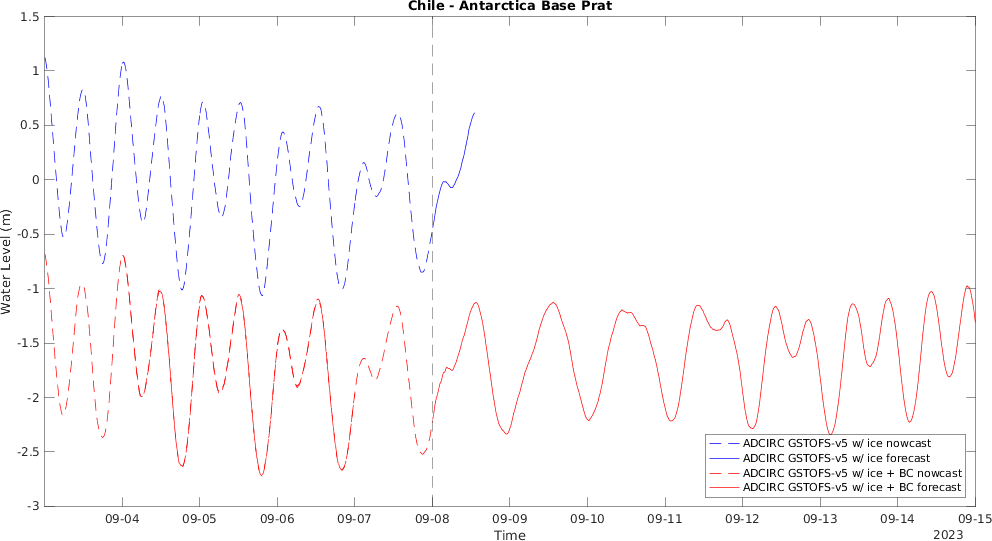 Chile - Antarctica Base Prat
1.5
1
0.5
0
-0.5
-1
-1.5
-2
-2.5
-3
Water Level (m)
ADCIRC GSTOFS-v5 w/ ice nowcast
ADCIRC GSTOFS-v5 w/ ice forecast
ADCIRC GSTOFS-v5 w/ ice + BC nowcast
ADCIRC GSTOFS-v5 w/ ice + BC forecast
09-04 09-05 09-06 09-07 09-08 09-09 09-10 09-11 09-12 09-13 09-14 09-15
Time
2023